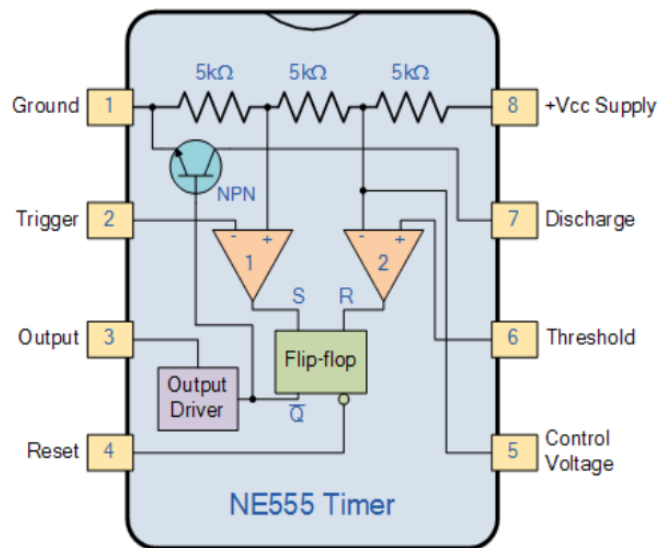 5kΩ 5kΩ 5kΩ
Ground 1
8 +Vcc Supply
NPN
Trigger 2
7 Discharge
- +
- +
1
2
S R
Output 3
6 Threshold
Flip-flop
Output
Driver
Q̅
Reset 4
5 Control
Voltage
NE555 Timer